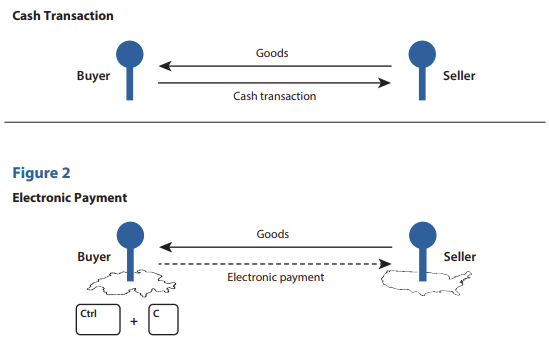 Cash Transaction
Goods
Buyer
Seller
Cash transaction
Figure 2
Electronic Payment
Goods
Buyer
Seller
Electronic payment
Ctrl + C